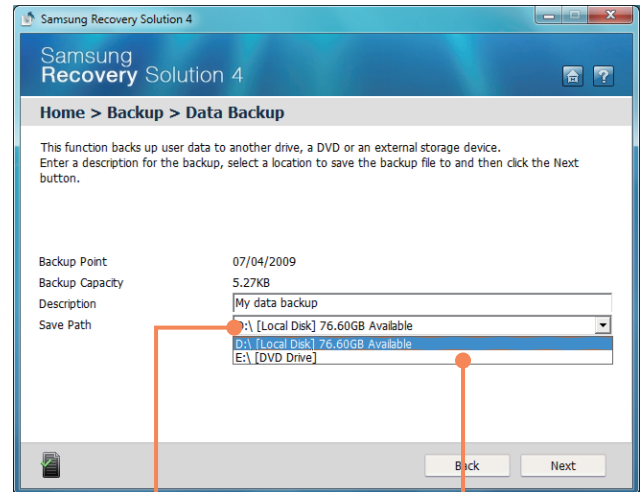 Samsung Recovery Solution 4
Samsung
Recovery Solution 4
Home > Backup > Data Backup
This function backs up user data to another drive, a DVD or an external storage device.
Enter a description for the backup, select a location to save the backup file to and then click the Next
button.
Backup Point 07/04/2009
Backup Capacity 5.27KB
Description My data backup
Save Path D:\ [Local Disk] 76.60GB Available
D:\ [Local Disk] 76.60GB Available
E:\ [DVD Drive]
Back Next